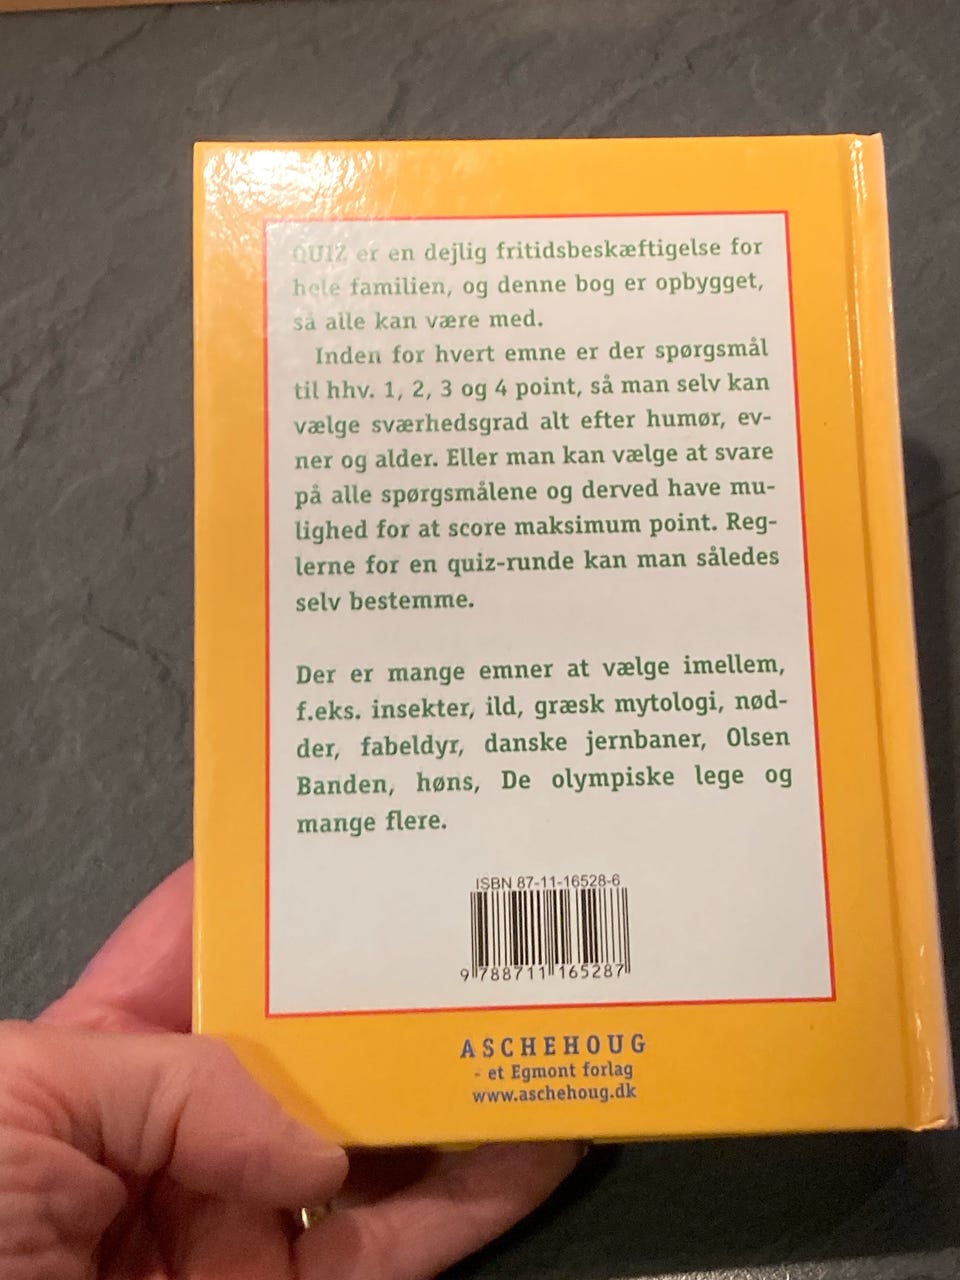 QUIZ er en dejlig fritidsbeskæftigelse for
hele familien, og denne bog er opbygget,
så alle kan være med.
Inden for hvert emne er der spørgsmål
til hhv. 1, 2, 3 og 4 point, så man selv kan
vælge sværhedsgrad alt efter humør, ev-
ner og alder. Eller man kan vælge at svare
på alle spørgsmålene og derved have mu-
lighed for at score maksimum point. Reg-
lerne for en quiz-runde kan man således
selv bestemme.
Der er mange emner at vælge imellem,
f.eks. insekter, ild, græsk mytologi, nød-
der, fabeldyr, danske jernbaner, Olsen
Banden, høns, De olympiske lege og
mange flere.
ISBN 87-11-16528-6
9 788711 165287
ASCHEHOUG
- et Egmont forlag
www.aschehoug.dk